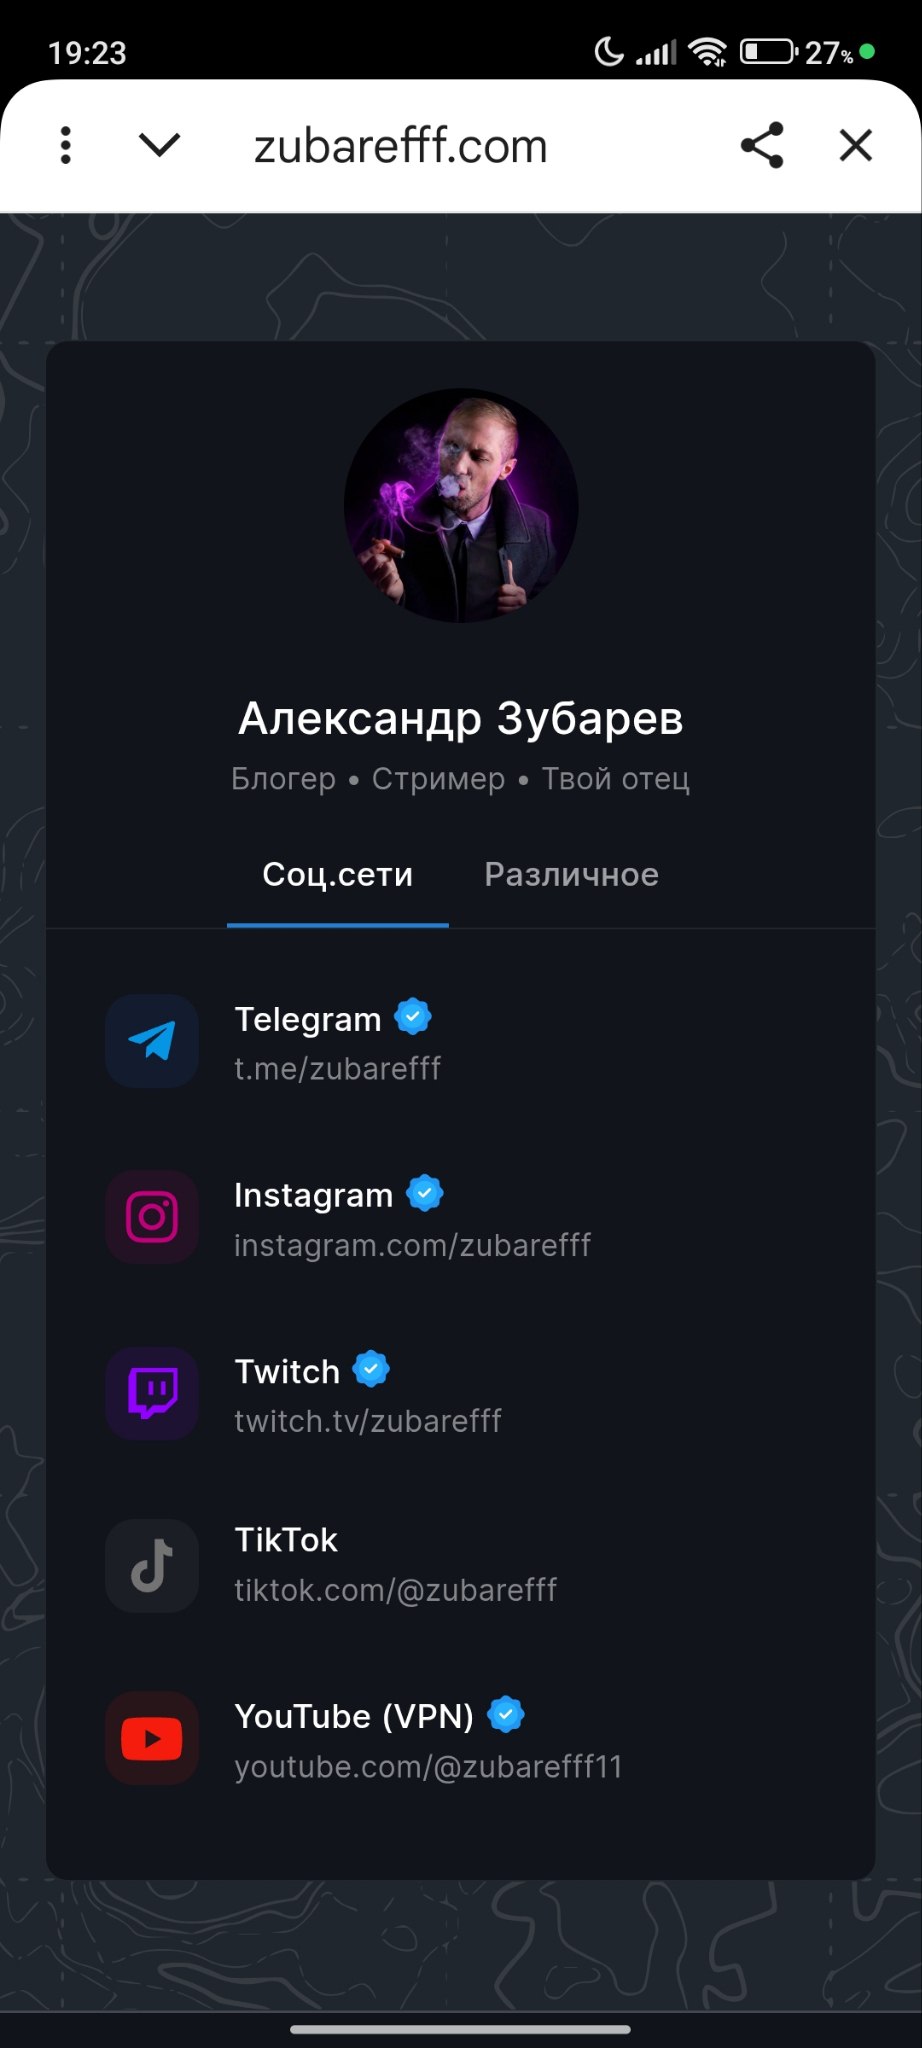 19:23
27%
zubarefff.com
Александр Зубарев
Блогер • Стример • Твой отец
Соц.сети
Различное
Telegram
t.me/zubarefff
Instagram
instagram.com/zubarefff
Twitch
twitch.tv/zubarefff
TikTok
tiktok.com/@zubarefff
YouTube (VPN)
youtube.com/@zubarefff11